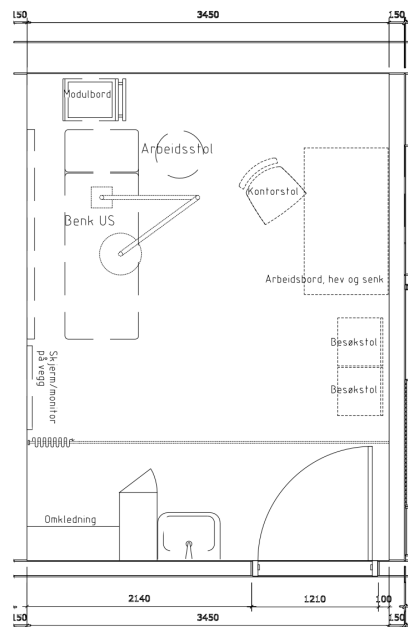 150 3450 150
Modulbord
Arbeidsstol
Kontorstol
Benk US
Arbeidsbord, hev og senk
Besøkstol
Skjerm/monitor
på vegg
Besøkstol
Omkledning
2140 1210 100
150 3450 150